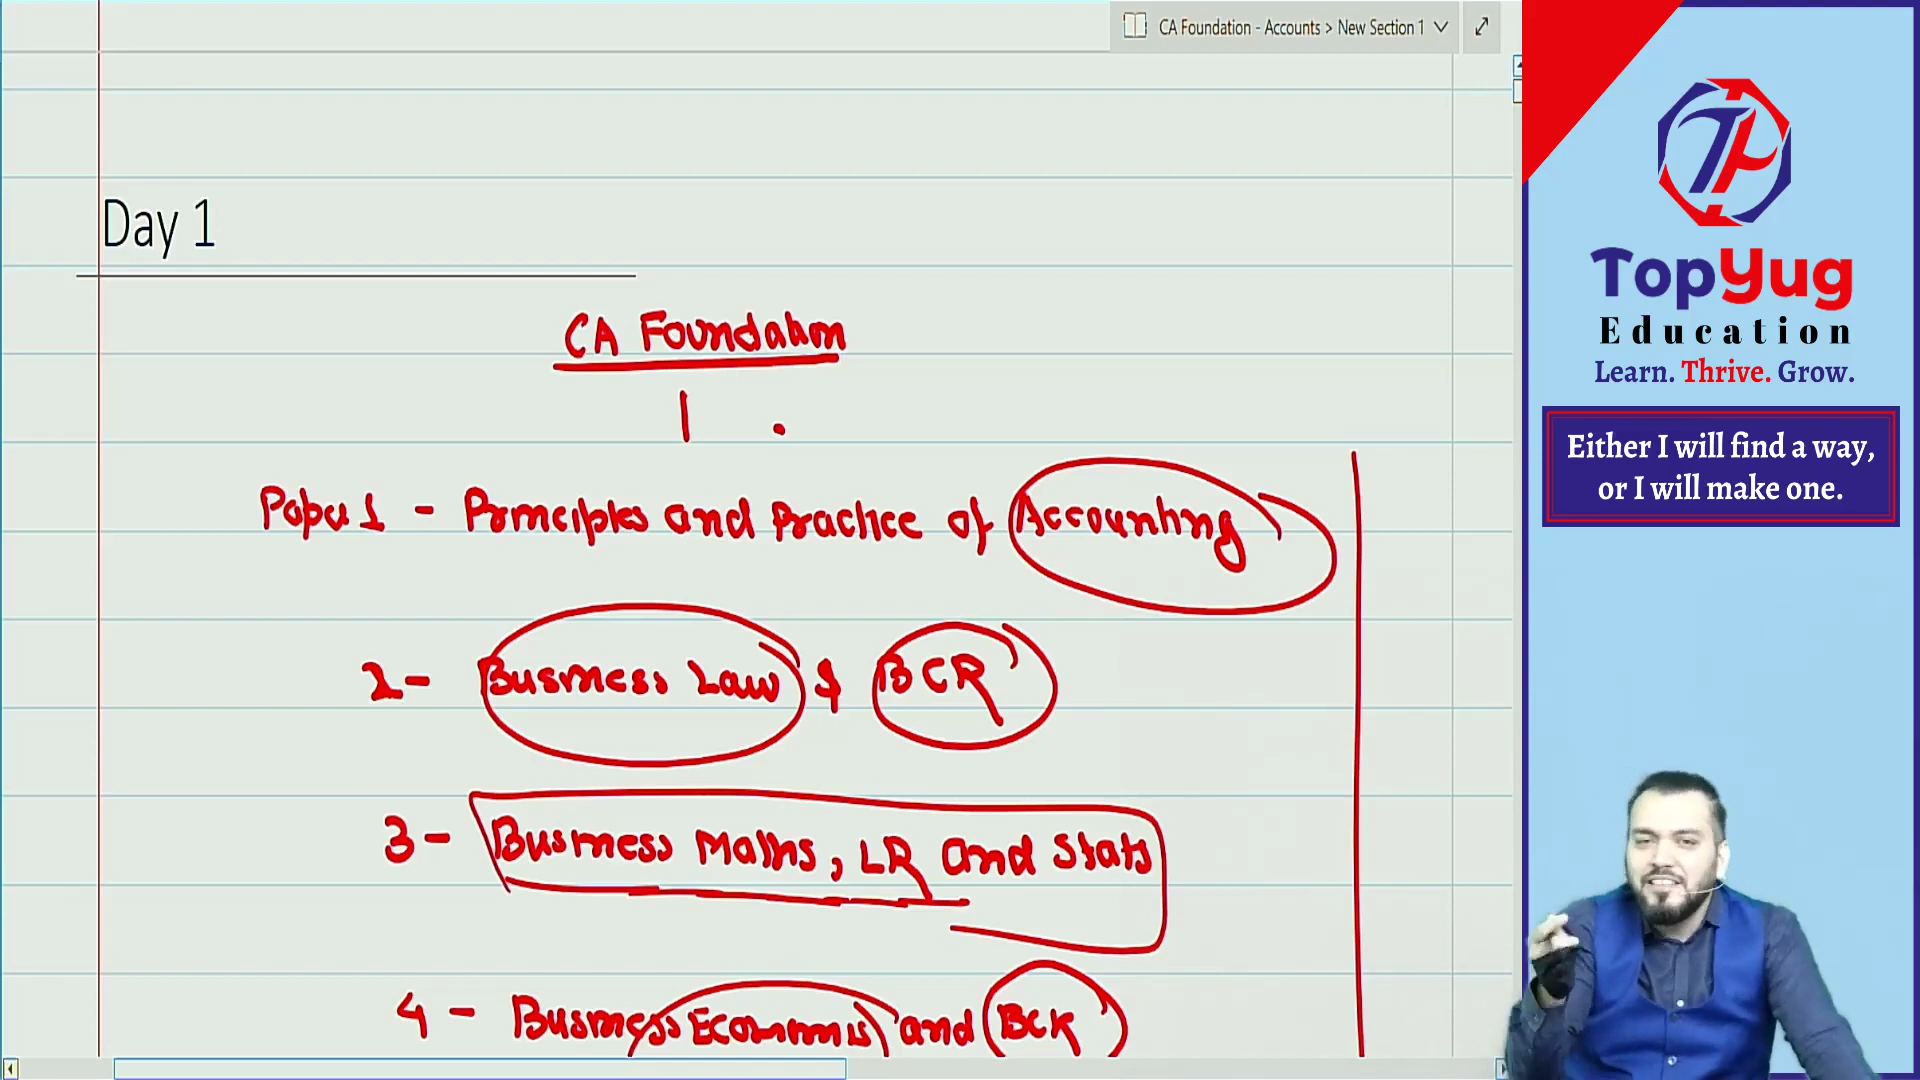 CA Foundation - Accounts > New Section 1
Day 1
CA Foundation
Paper 1 - Principles and Practice of Accounting
2- Business Law & BCR
3- Business Maths, LR and Stats
4 - Business Economis and BCK
TopYug
Education
Learn. Thrive. Grow.
Either I will find a way,
or I will make one.